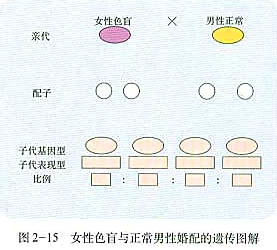 女性色盲 × 男性正常
亲代
配子
子代基因型
子代表现型
比例 : : :
图 2-15 女性色盲与正常男性婚配的遗传图解